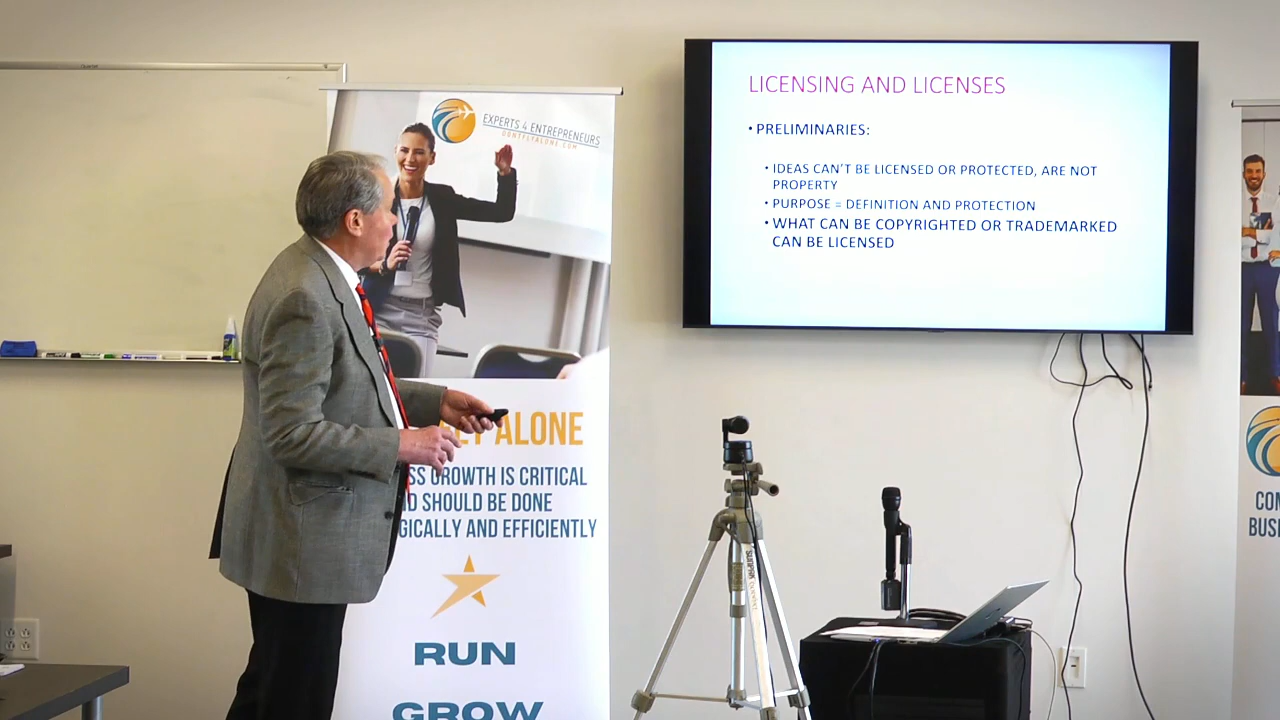 EXPERTS 4 ENTREPRENEURS
DONTFLYALONE.COM
ALONE
SS GROWTH IS CRITICAL
D SHOULD BE DONE
GICALLY AND EFFICIENTLY
RUN
GROW
LICENSING AND LICENSES
• PRELIMINARIES:
• IDEAS CAN'T BE LICENSED OR PROTECTED, ARE NOT
PROPERTY
• PURPOSE = DEFINITION AND PROTECTION
• WHAT CAN BE COPYRIGHTED OR TRADEMARKED
CAN BE LICENSED
CON
BUSI